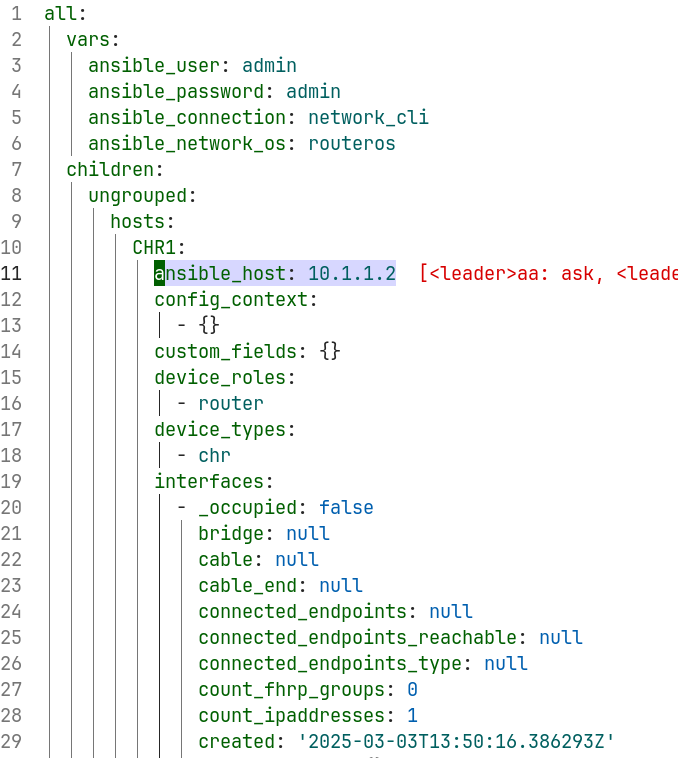 1 all:
2 vars:
3 ansible_user: admin
4 ansible_password: admin
5 ansible_connection: network_cli
6 ansible_network_os: routeros
7 children:
8 ungrouped:
9 hosts:
10 CHR1:
11 ansible_host: 10.1.1.2 [<leader>aa: ask, <leade
12 config_context:
13 - {}
14 custom_fields: {}
15 device_roles:
16 - router
17 device_types:
18 - chr
19 interfaces:
20 - _occupied: false
21 bridge: null
22 cable: null
23 cable_end: null
24 connected_endpoints: null
25 connected_endpoints_reachable: null
26 connected_endpoints_type: null
27 count_fhrp_groups: 0
28 count_ipaddresses: 1
29 created: '2025-03-03T13:50:16.386293Z'